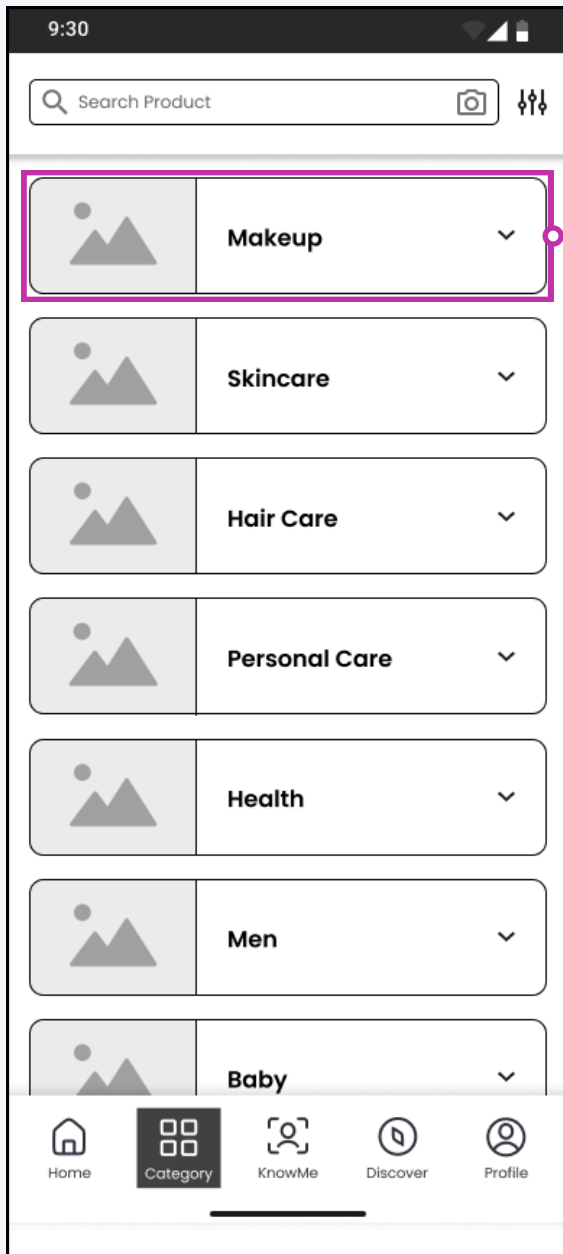 9:30
Search Product
Makeup
Skincare
Hair Care
Personal Care
Health
Men
Baby
Home Category KnowMe Discover Profile